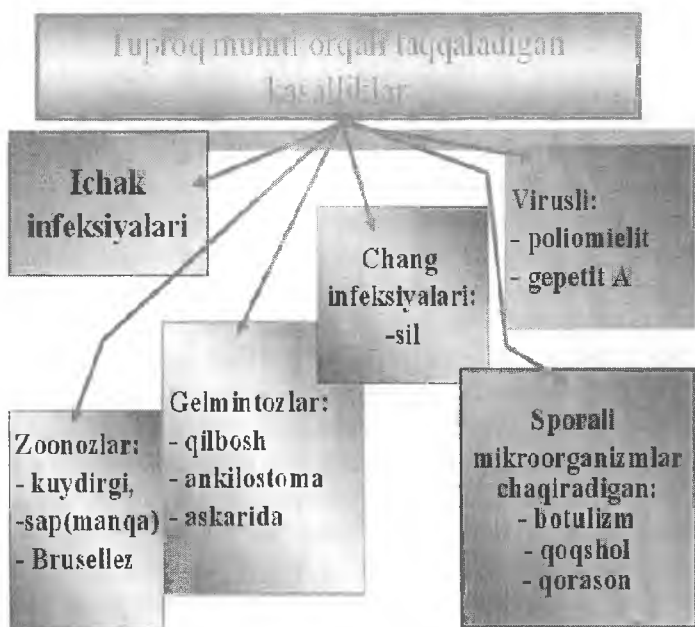 Tuproq muhiti orqali taqqaladigan
kasalliklar
Ichak
infeksiyalari
Virusli:
- poliomielit
- gepetit A
Chang
infeksiyalari:
-sil
Gelmintozlar:
- qilbosh
- ankilostoma
- askarida
Zoonozlar:
- kuydirgi,
-sap(manqa)
- Brusellez
Sporali
mikroorganizmlar
chaqiradigan:
- botulizm
- qoqshol
- qorason